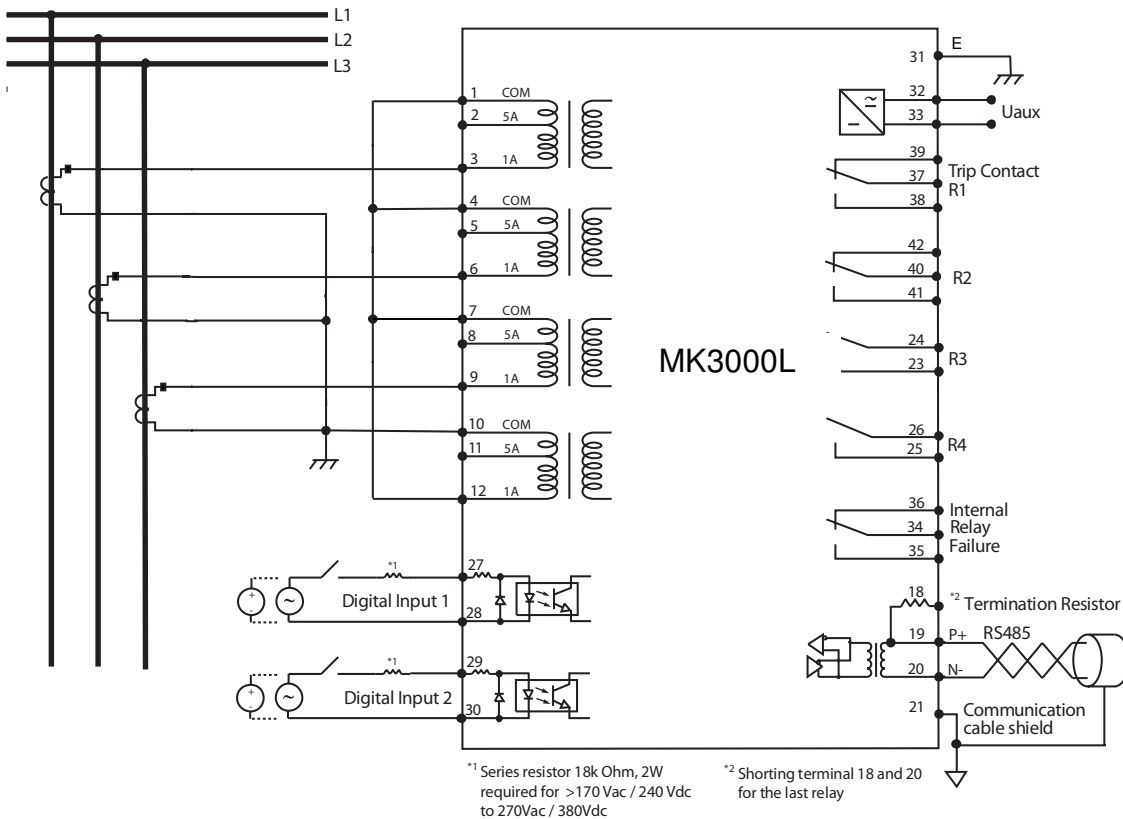 L1
L2
L3
1 COM
2 5A
3 1A
4 COM
5 5A
6 1A
7 COM
8 5A
9 1A
10 COM
11 5A
12 1A
MK3000L
31 E
32
33
Uaux
39
37
38
Trip Contact
R1
42
40
41
R2
24
23
R3
26
25
R4
36
34
35
Internal
Relay
Failure
18
*2 Termination Resistor
19 P+ RS485
20 N-
21
Communication
cable shield
+
-
~
*1
27
Digital Input 1
28
+
-
~
*1
29
Digital Input 2
30
*1 Series resistor 18k Ohm, 2W
required for >170 Vac / 240 Vdc
to 270Vac / 380Vdc
*2 Shorting terminal 18 and 20
for the last relay